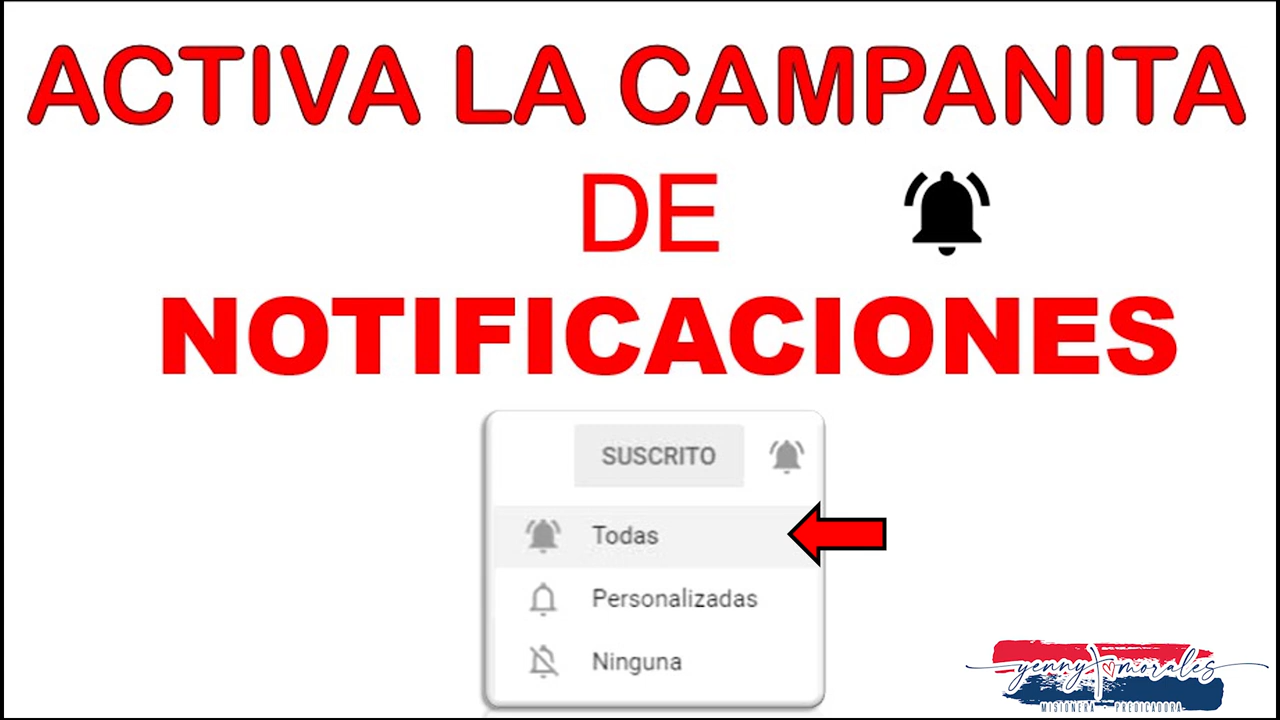 ACTIVA LA CAMPANITA
DE
NOTIFICACIONES
SUSCRITO
Todas
Personalizadas
Ninguna
yenny morales
MISIONERA - PREDICADORA